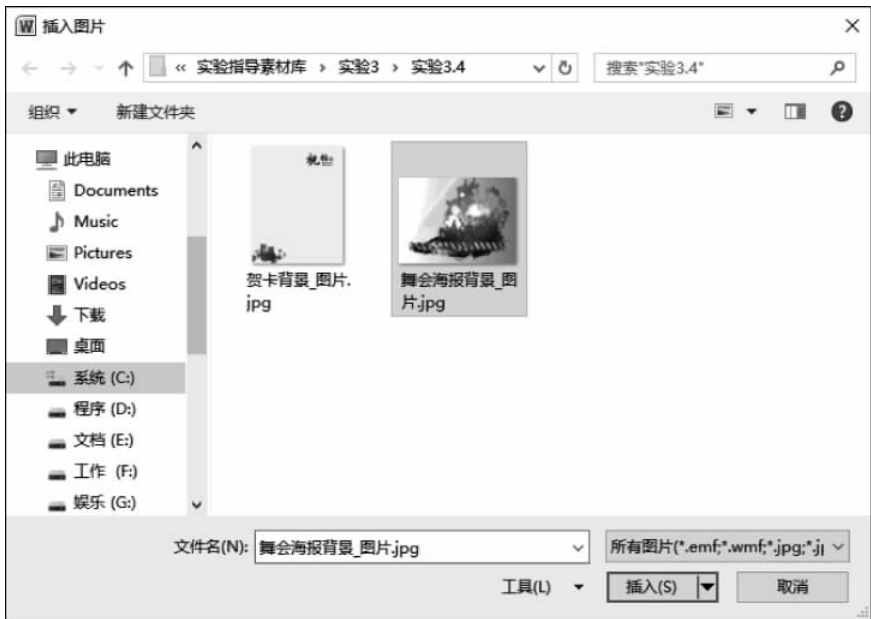 插入图片
« 实验指导素材库 › 实验3 › 实验3.4
搜索"实验3.4"
组织
新建文件夹
此电脑
Documents
Music
Pictures
Videos
下载
桌面
系统 (C:)
程序 (D:)
文档 (E:)
工作 (F:)
娱乐 (G:)
祝您
贺卡背景_图片.
jpg
舞会海报背景_图
片.jpg
文件名(N): 舞会海报背景_图片.jpg
所有图片(*.emf;*.wmf;*.jpg;*.j
工具(L)
插入(S)
取消